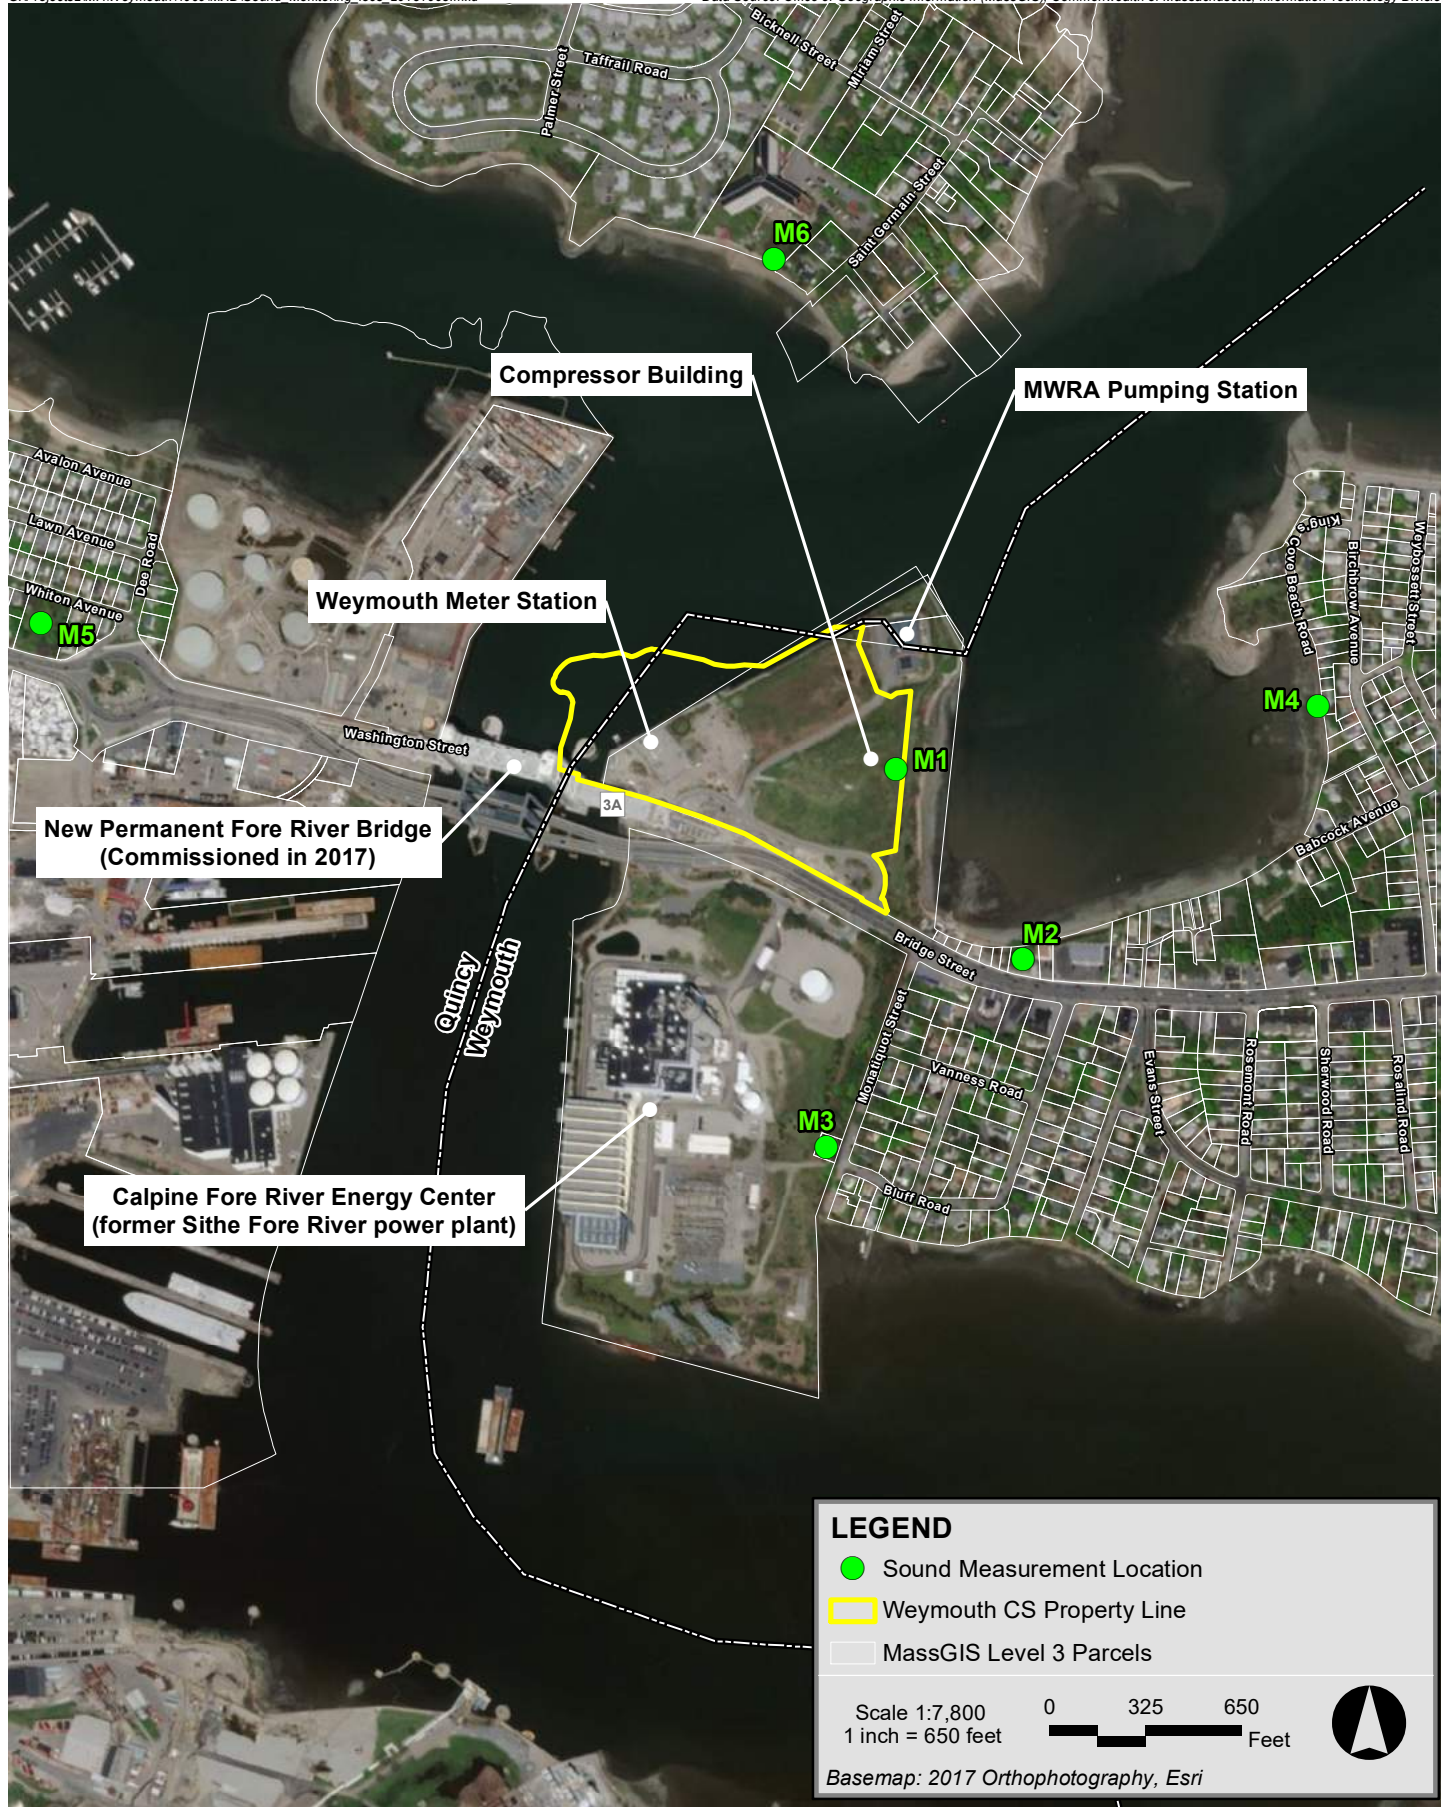 Bicknell Street
Miriam Street
Taffrail Road
Palmer Street
Saint Germain Street
M6
Compressor Building
MWRA Pumping Station
Avalon Avenue
Lawn Avenue
Dee Road
Whiton Avenue
M5
Weymouth Meter Station
King's
Cove Beach Road
Birchbrow Avenue
Weybossett Street
M4
Washington Street
M1
3A
New Permanent Fore River Bridge
(Commissioned in 2017)
Babcock Avenue
M2
Bridge Street
Quincy
Weymouth
Monatiquot Street
Vanness Road
Evans Street
Rosemont Road
Sherwood Road
Rosalind Road
M3
Bluff Road
Calpine Fore River Energy Center
(former Sithe Fore River power plant)
LEGEND
Sound Measurement Location
Weymouth CS Property Line
MassGIS Level 3 Parcels
Scale 1:7,800
1 inch = 650 feet
0 325 650
Feet
Basemap: 2017 Orthophotography, Esri